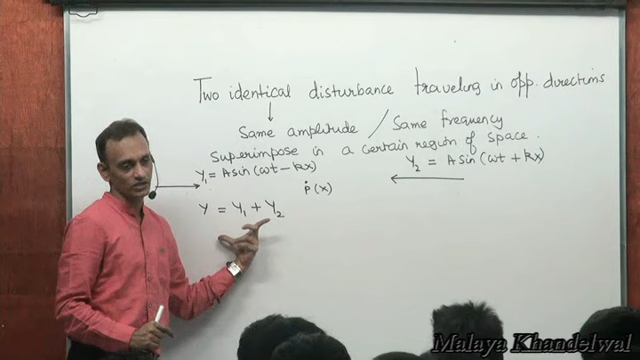 Two identical disturbance traveling in opp. directions
Same amplitude / Same frequency
Superimpose in a certain region of space.
Y₁ = A sin(ωt - kx)
Y₂ = A sin(ωt + kx)
P(x)
Y = Y₁ + Y₂
Malaya Khandelwal